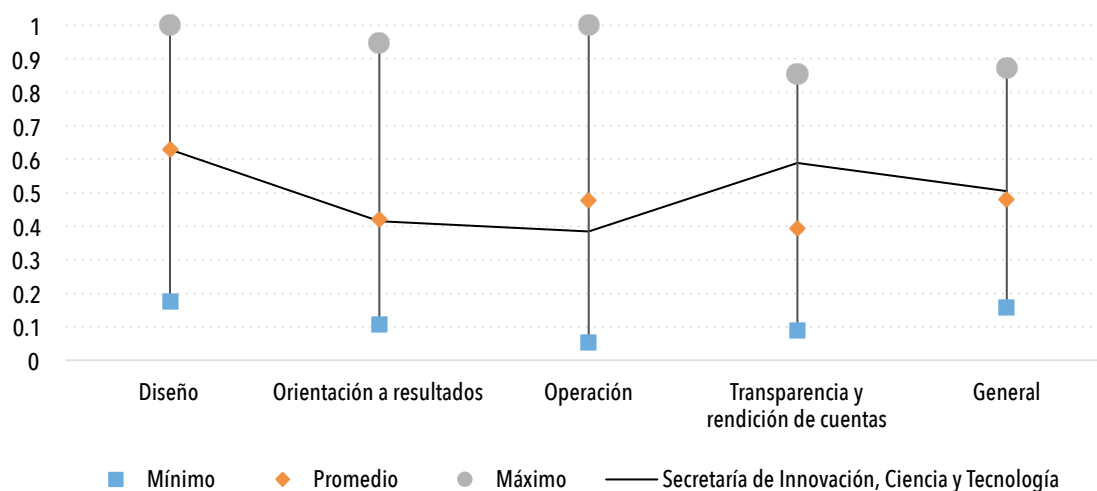 1
0.9
0.8
0.7
0.6
0.5
0.4
0.3
0.2
0.1
0
Diseño
Orientación a resultados
Operación
Transparencia y
rendición de cuentas
General
Mínimo
Promedio
Máximo
Secretaría de Innovación, Ciencia y Tecnología